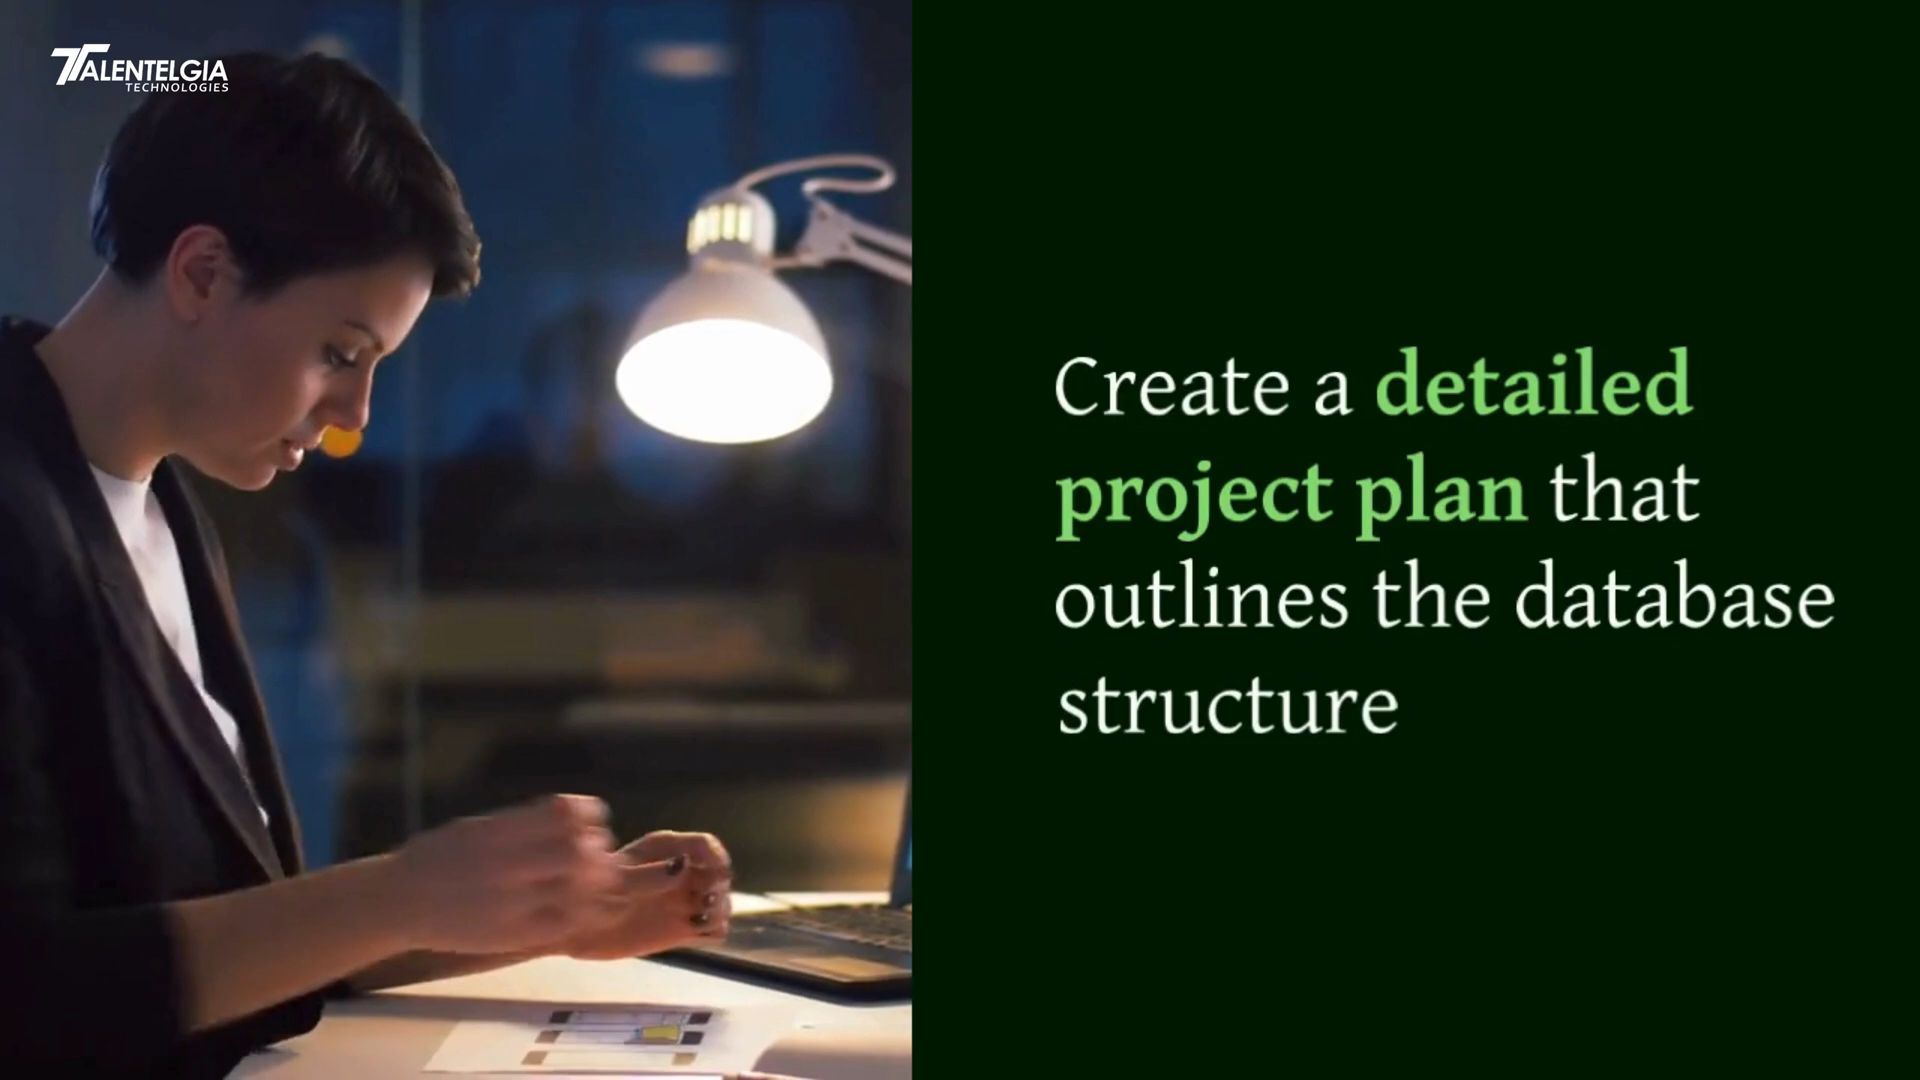 TALENTELGIA
TECHNOLOGIES
Create a detailed
project plan that
outlines the database
structure